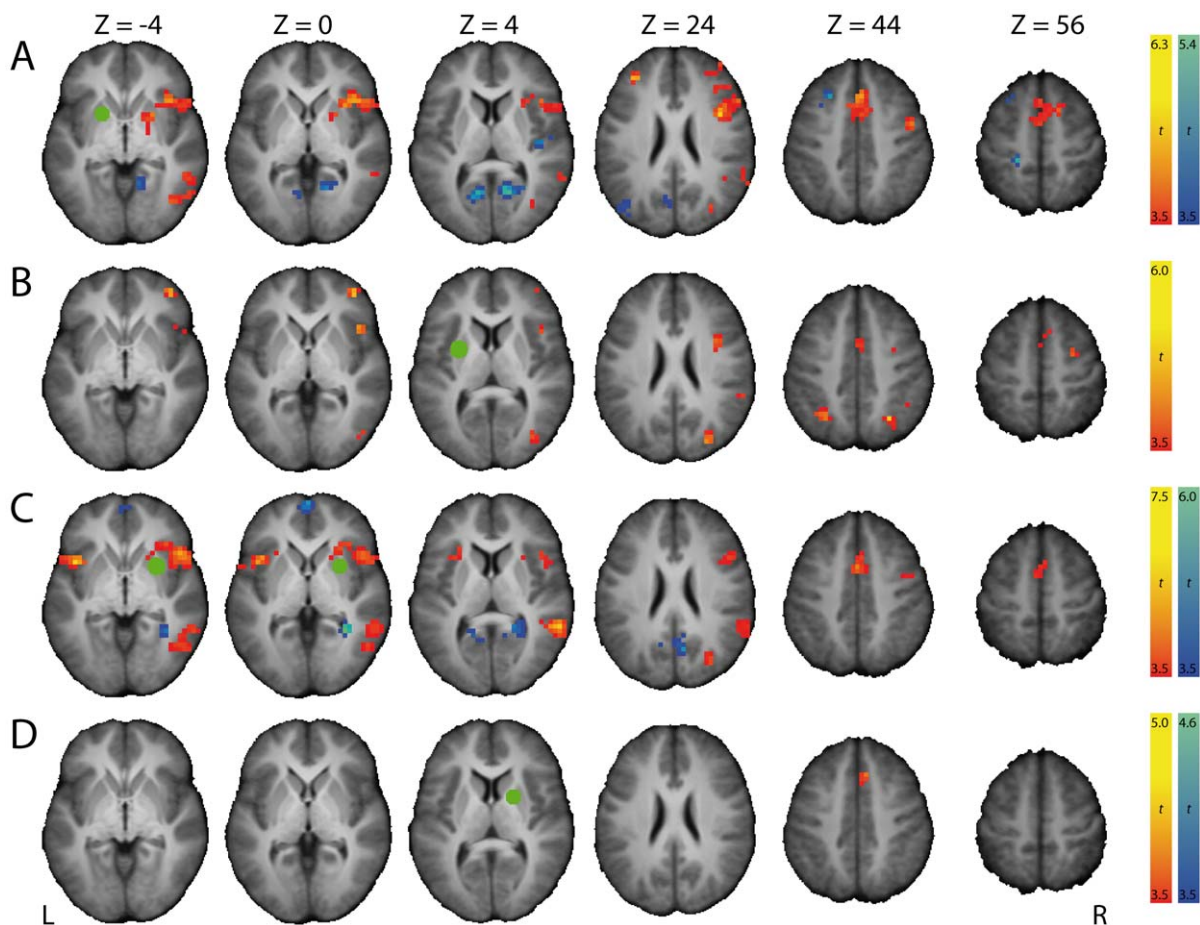 Z = -4 Z = 0 Z = 4 Z = 24 Z = 44 Z = 56
A
6.3 5.4
t t
3.5 3.5
B
6.0
t
3.5
C
7.5 6.0
t t
3.5 3.5
D
5.0 4.6
t t
3.5 3.5
L R